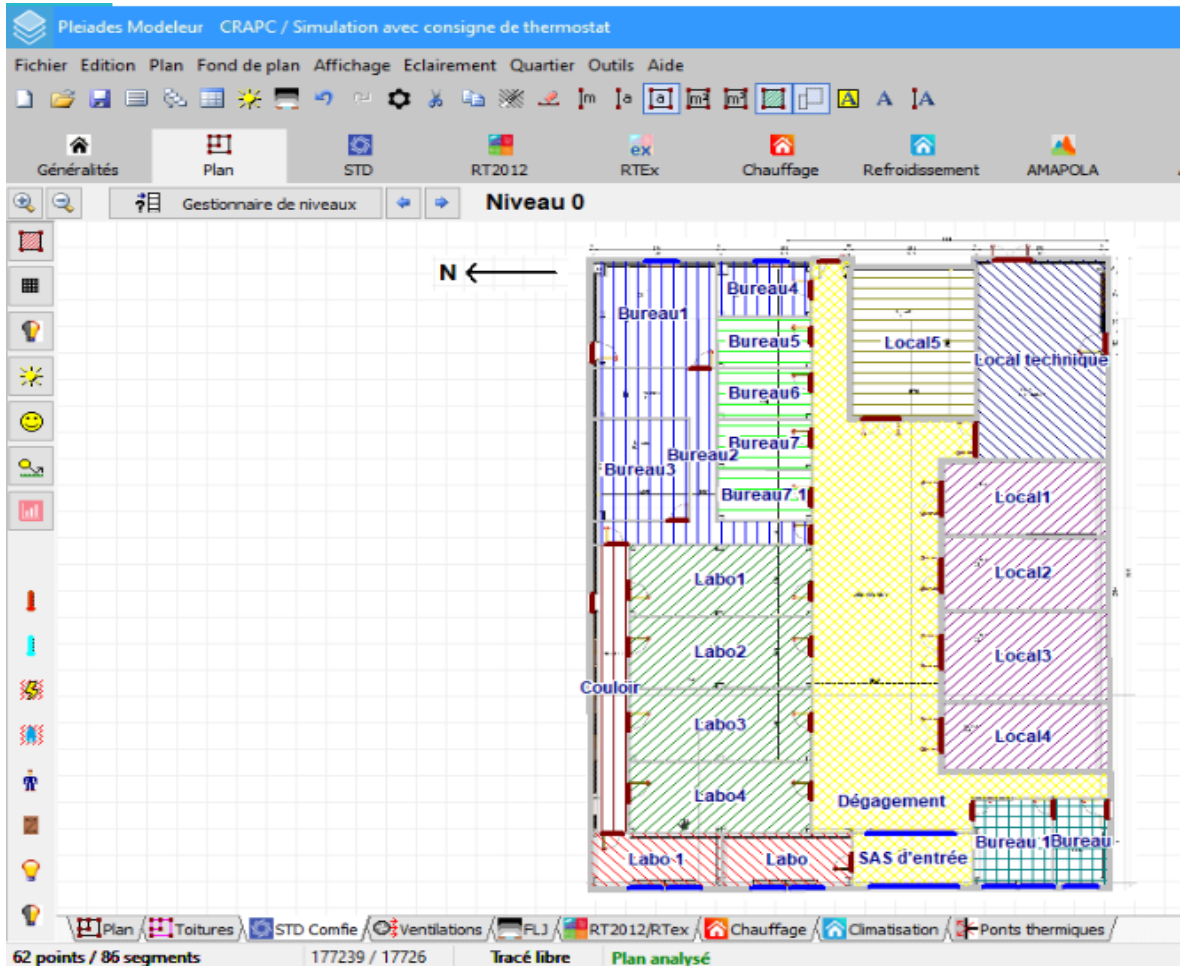 Pleiades Modeleur CRAPC / Simulation avec consigne de thermostat
Fichier Edition Plan Fond de plan Affichage Eclairement Quartier Outils Aide
m a a m² m³ A A A
Généralités Plan STD RT2012 RTEx Chauffage Refroidissement AMAPOLA
Gestionnaire de niveaux Niveau 0
N
Bureau4
Bureau1
Bureau5 Local5
Local technique
Bureau6
Bureau7
Bureau2
Bureau3
Bureau7 1 Local1
Labo1 Local2
Labo2 Local3
Couloir
Labo3 Local4
Labo4 Dégagement
Bureau 1 Bureau
Labo 1 Labo SAS d'entrée
Plan Toitures STD Comfie Ventilations FLJ RT2012/RTex Chauffage Climatisation Ponts thermiques
62 points / 86 segments 177239 / 17726 Tracé libre Plan analysé